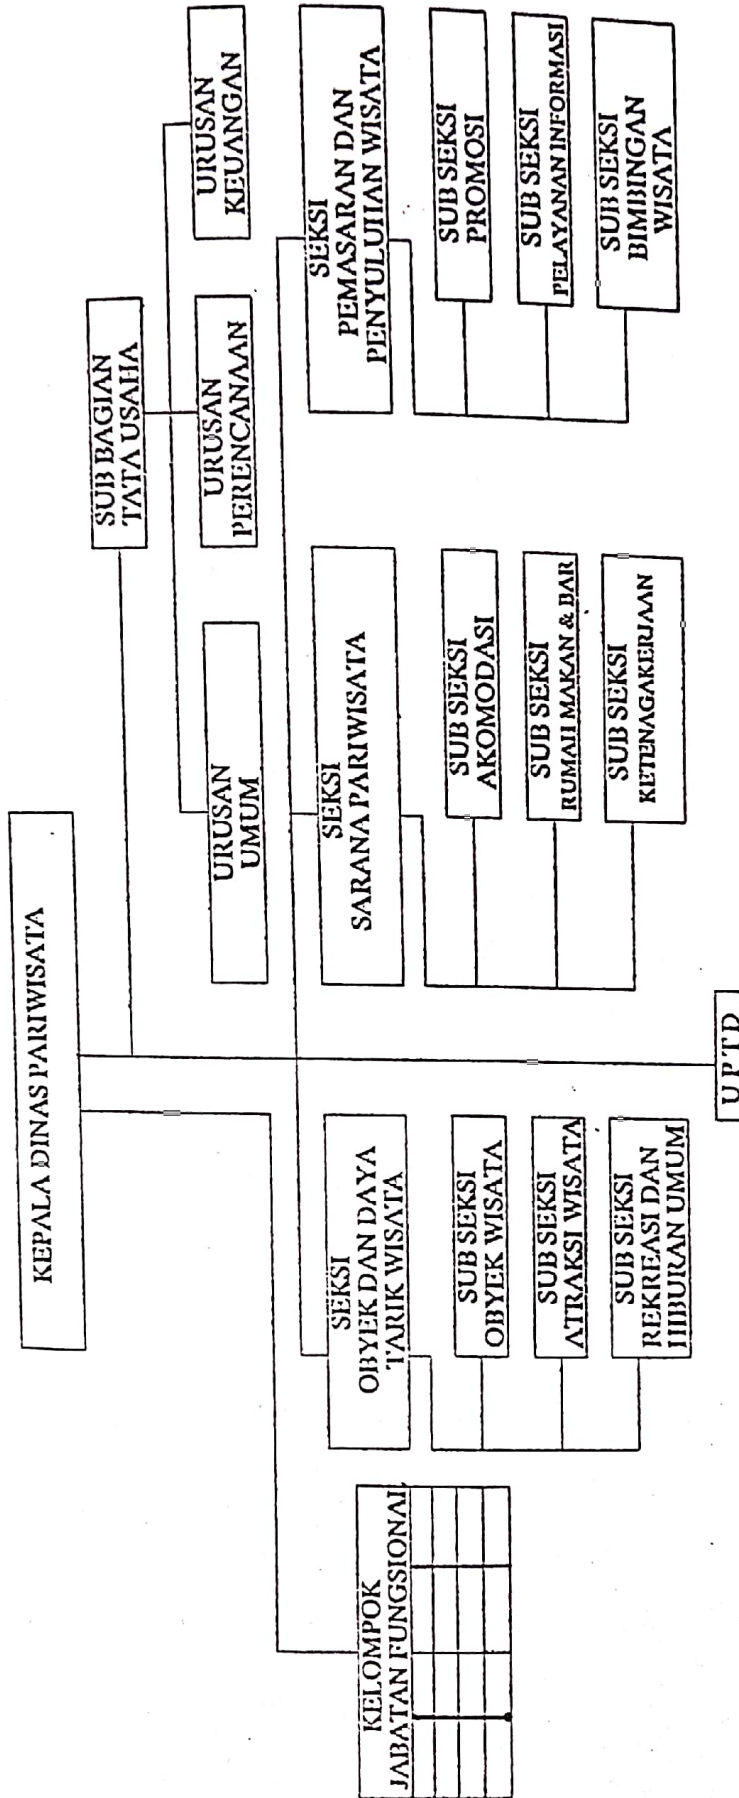 KEPALA DINAS PARIWISATA
SUB BAGIAN
TATA USAHA
URUSAN
UMUM
URUSAN
PERENCANAAN
URUSAN
KEUANGAN
KELOMPOK
JABATAN FUNGSIONAL
SEKSI
OBYEK DAN DAYA
TARIK WISATA
SUB SEKSI
OBYEK WISATA
SUB SEKSI
ATRAKSI WISATA
SUB SEKSI
REKREASI DAN
HIBURAN UMUM
SEKSI
SARANA PARIWISATA
SUB SEKSI
AKOMODASI
SUB SEKSI
RUMAH MAKAN & BAR
SUB SEKSI
KETENAGAKERJAAN
SEKSI
PEMASARAN DAN
PENYULUHAN WISATA
SUB SEKSI
PROMOSI
SUB SEKSI
PELAYANAN INFORMASI
SUB SEKSI
BIMBINGAN
WISATA
U P T D